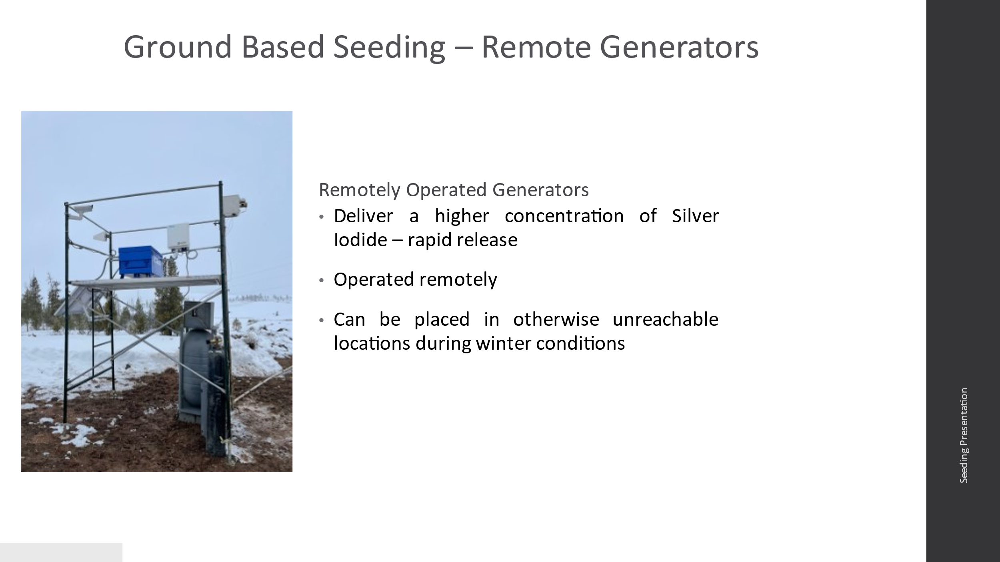 Ground Based Seeding – Remote Generators
Remotely Operated Generators
• Deliver a higher concentration of Silver
Iodide – rapid release
• Operated remotely
• Can be placed in otherwise unreachable
locations during winter conditions
Seeding Presentation